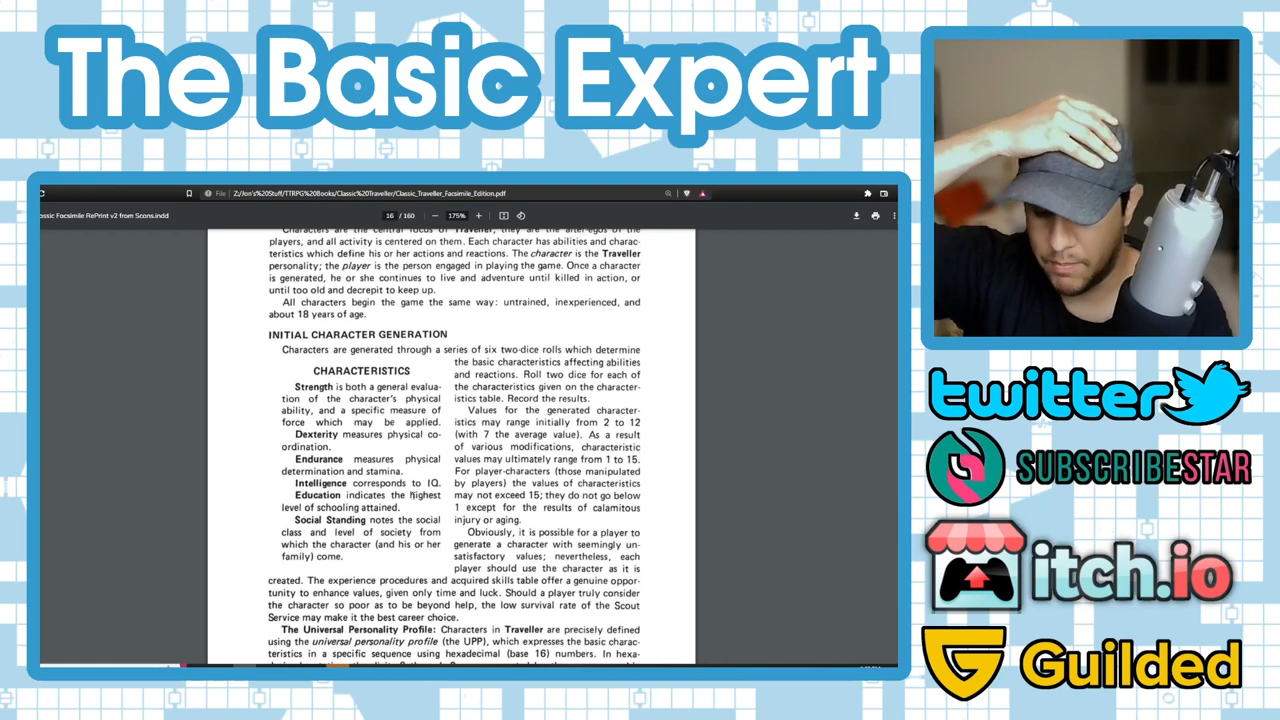 The Basic Expert
File
Z:/Jon's%20Stuff/TTRPG%20Books/Classic%20Traveller/Classic_Traveller_Facsimile_Edition.pdf
assic Facsimile RePrint v2 from Scans.indd
16 / 160
175%
Characters are the central focus of Traveller; they are the alter-egos of the
players, and all activity is centered on them. Each character has abilities and charac-
teristics which define his or her actions and reactions. The character is the Traveller
personality; the player is the person engaged in playing the game. Once a character
is generated, he or she continues to live and adventure until killed in action, or
until too old and decrepit to keep up.
All characters begin the game the same way: untrained, inexperienced, and
about 18 years of age.
INITIAL CHARACTER GENERATION
Characters are generated through a series of six two-dice rolls which determine
CHARACTERISTICS
Strength is both a general evalua-
tion of the character's physical
ability, and a specific measure of
force which may be applied.
Dexterity measures physical co-
ordination.
Endurance measures physical
determination and stamina.
Intelligence corresponds to IQ.
Education indicates the highest
level of schooling attained.
Social Standing notes the social
class and level of society from
which the character (and his or her
family) come.
the basic characteristics affecting abilities
and reactions. Roll two dice for each of
the characteristics given on the character-
istics table. Record the results.
Values for the generated character-
istics may range initially from 2 to 12
(with 7 the average value). As a result
of various modifications, characteristic
values may ultimately range from 1 to 15.
For player-characters (those manipulated
by players) the values of characteristics
may not exceed 15; they do not go below
1 except for the results of calamitous
injury or aging.
Obviously, it is possible for a player to
generate a character with seemingly un-
satisfactory values; nevertheless, each
player should use the character as it is
created. The experience procedures and acquired skills table offer a genuine oppor-
tunity to enhance values, given only time and luck. Should a player truly consider
the character so poor as to be beyond help, the low survival rate of the Scout
Service may make it the best career choice.
The Universal Personality Profile: Characters in Traveller are precisely defined
using the universal personality profile (the UPP), which expresses the basic charac-
teristics in a specific sequence using hexadecimal (base 16) numbers. In hexa-
twitter
SUBSCRIBESTAR
itch.io
Guilded